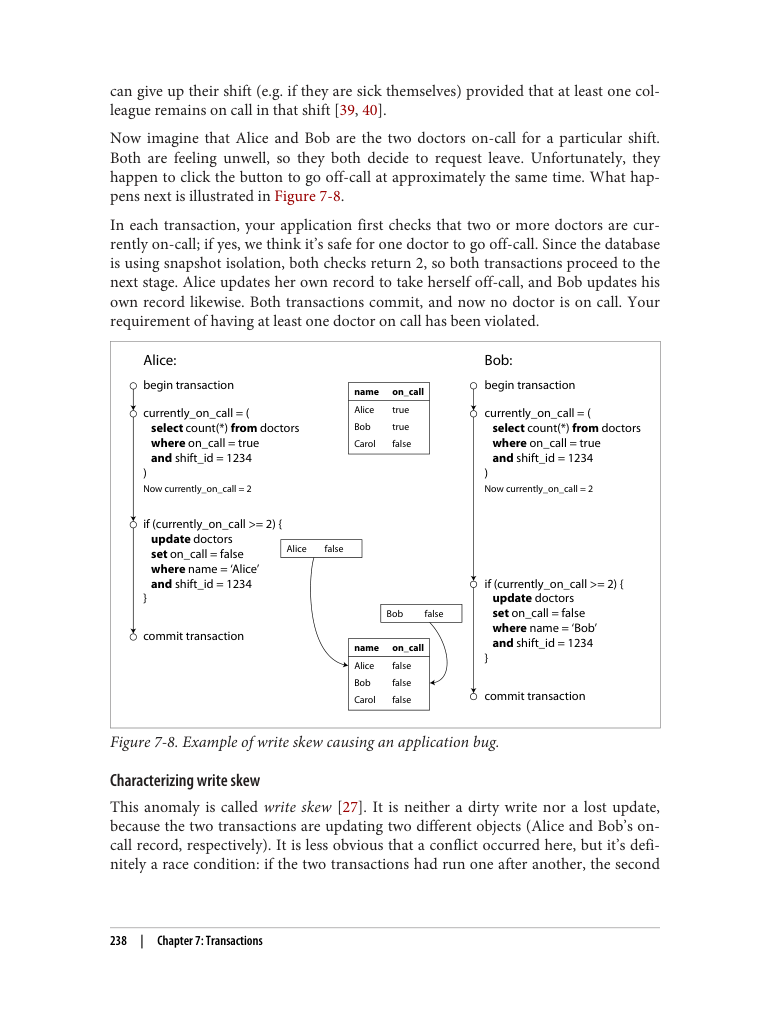 can give up their shift (e.g. if they are sick themselves) provided that at least one col-
league remains on call in that shift [39, 40].
Now imagine that Alice and Bob are the two doctors on-call for a particular shift.
Both are feeling unwell, so they both decide to request leave. Unfortunately, they
happen to click the button to go off-call at approximately the same time. What hap-
pens next is illustrated in Figure 7-8.
In each transaction, your application first checks that two or more doctors are cur-
rently on-call; if yes, we think it’s safe for one doctor to go off-call. Since the database
is using snapshot isolation, both checks return 2, so both transactions proceed to the
next stage. Alice updates her own record to take herself off-call, and Bob updates his
own record likewise. Both transactions commit, and now no doctor is on call. Your
requirement of having at least one doctor on call has been violated.
Alice:
begin transaction
currently_on_call = (
select count(*) from doctors
where on_call = true
and shift_id = 1234
)
Now currently_on_call = 2
if (currently_on_call >= 2) {
update doctors
set on_call = false
where name = ‘Alice’
and shift_id = 1234
}
commit transaction
name on_call
Alice true
Bob true
Carol false
Alice false
Bob false
name on_call
Alice false
Bob false
Carol false
Bob:
begin transaction
currently_on_call = (
select count(*) from doctors
where on_call = true
and shift_id = 1234
)
Now currently_on_call = 2
if (currently_on_call >= 2) {
update doctors
set on_call = false
where name = ‘Bob’
and shift_id = 1234
}
commit transaction
Figure 7-8. Example of write skew causing an application bug.
Characterizing write skew
This anomaly is called write skew [27]. It is neither a dirty write nor a lost update,
because the two transactions are updating two different objects (Alice and Bob’s on-
call record, respectively). It is less obvious that a conflict occurred here, but it’s defi-
nitely a race condition: if the two transactions had run one after another, the second
238 | Chapter 7: Transactions